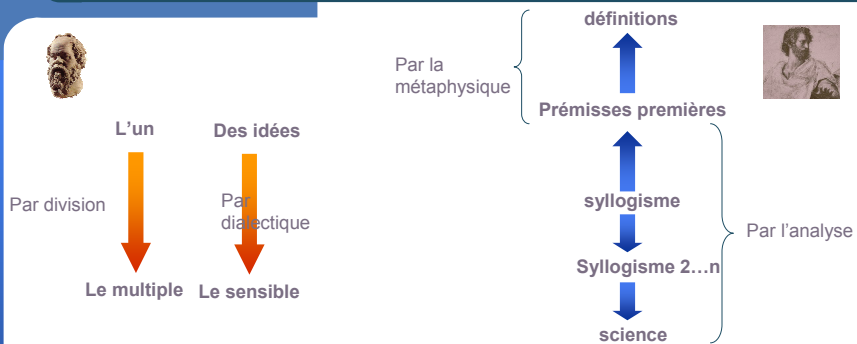 définitions
Par la
métaphysique
Prémisses premières
L'un
Des idées
Par division
Par
dialectique
Le multiple
Le sensible
syllogisme
Par l'analyse
Syllogisme 2...n
science